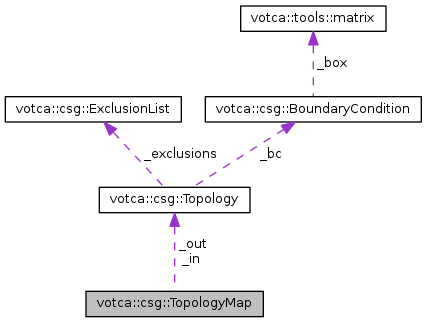 votca::tools::matrix
_box
votca::csg::ExclusionList
votca::csg::BoundaryCondition
_exclusions
_bc
votca::csg::Topology
_out
_in
votca::csg::TopologyMap